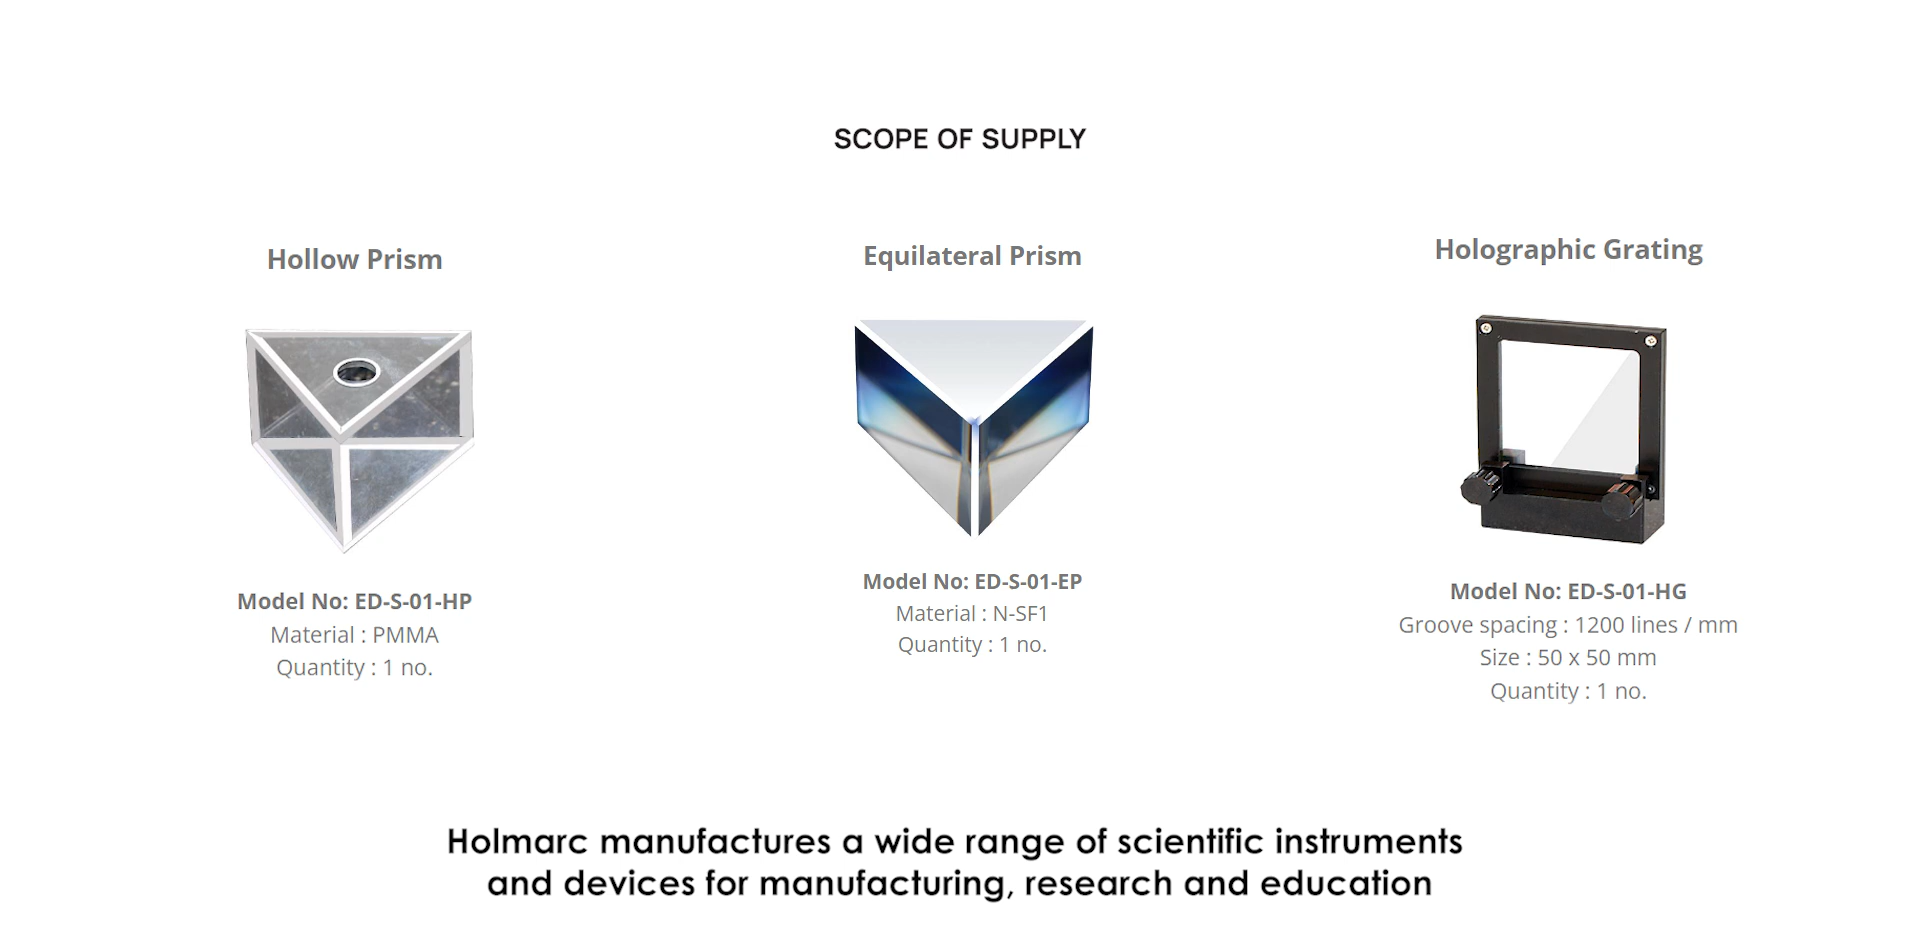 SCOPE OF SUPPLY
Hollow Prism
Model No: ED-S-01-HP
Material : PMMA
Quantity : 1 no.
Equilateral Prism
Model No: ED-S-01-EP
Material : N-SF1
Quantity : 1 no.
Holographic Grating
Model No: ED-S-01-HG
Groove spacing : 1200 lines / mm
Size : 50 x 50 mm
Quantity : 1 no.
Holmarc manufactures a wide range of scientific instruments
and devices for manufacturing, research and education